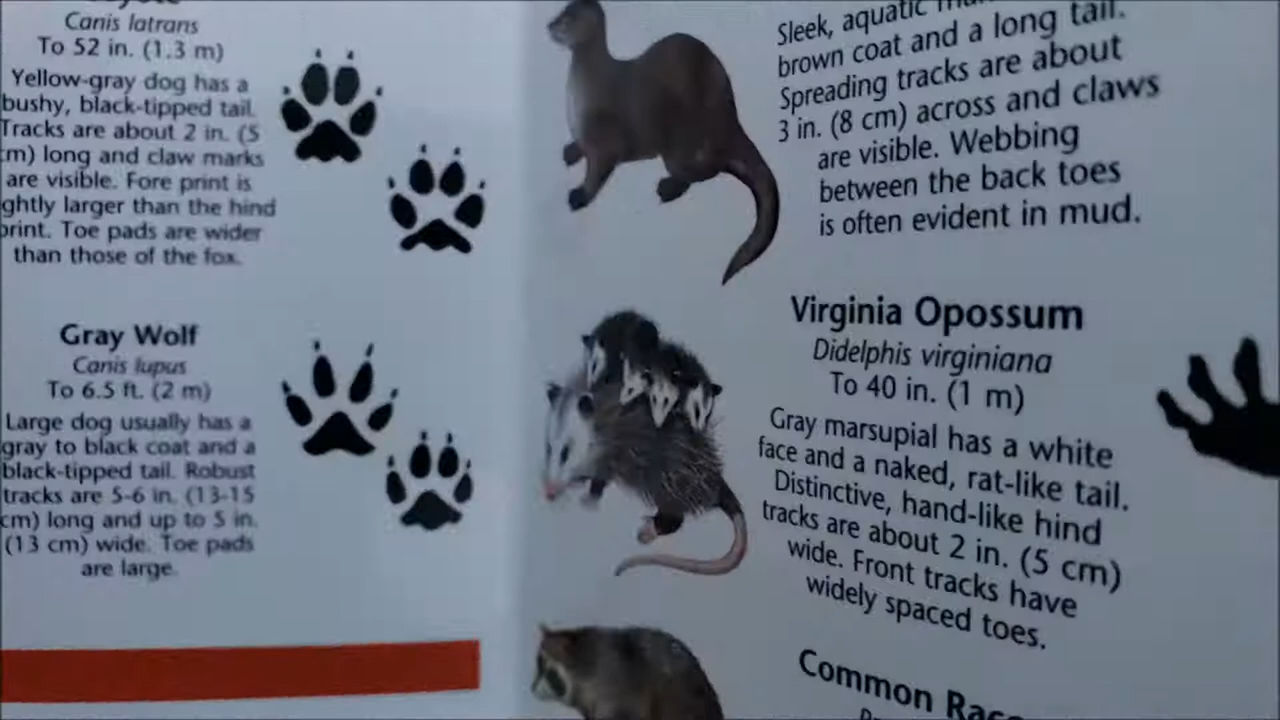 Canis latrans
To 52 in. (1.3 m)
Yellow-gray dog has a
bushy, black-tipped tail.
Tracks are about 2 in. (5
cm) long and claw marks
are visible. Fore print is
ghtly larger than the hind
print. Toe pads are wider
than those of the fox.
Gray Wolf
Canis lupus
To 6.5 ft. (2 m)
Large dog usually has a
gray to black coat and a
black-tipped tail. Robust
tracks are 5-6 in. (13-15
cm) long and up to 5 in.
(13 cm) wide. Toe pads
are large.
Sleek, aquatic
brown coat and a long tail.
Spreading tracks are about
3 in. (8 cm) across and claws
are visible. Webbing
between the back toes
is often evident in mud.
Virginia Opossum
Didelphis virginiana
To 40 in. (1 m)
Gray marsupial has a white
face and a naked, rat-like tail.
Distinctive, hand-like hind
tracks are about 2 in. (5 cm)
wide. Front tracks have
widely spaced toes.
Common